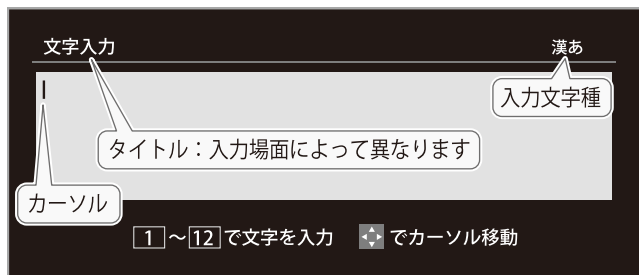 文字入力 漢あ
入力文字種
タイトル：入力場面によって異なります
カーソル
1～12で文字を入力 でカーソル移動